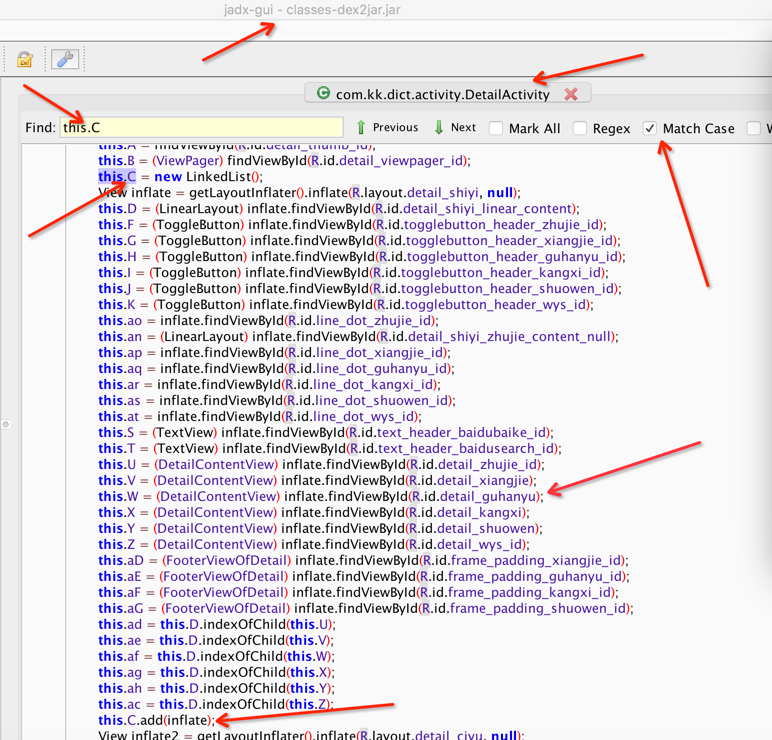 jadx-gui - classes-dex2jar.jar
com.kk.dict.activity.DetailActivity
Find: this.C Previous Next Mark All Regex Match Case W
this.A = findViewById(R.id.detail_thumb_id);
this.B = (ViewPager) findViewById(R.id.detail_viewpager_id);
this.C = new LinkedList();
View inflate = getLayoutInflater().inflate(R.layout.detail_shiyi, null);
this.D = (LinearLayout) inflate.findViewById(R.id.detail_shiyi_linear_content);
this.F = (ToggleButton) inflate.findViewById(R.id.togglebutton_header_zhujie_id);
this.G = (ToggleButton) inflate.findViewById(R.id.togglebutton_header_xiangjie_id);
this.H = (ToggleButton) inflate.findViewById(R.id.togglebutton_header_guhanyu_id);
this.I = (ToggleButton) inflate.findViewById(R.id.togglebutton_header_kangxi_id);
this.J = (ToggleButton) inflate.findViewById(R.id.togglebutton_header_shuowen_id);
this.K = (ToggleButton) inflate.findViewById(R.id.togglebutton_header_wys_id);
this.ao = inflate.findViewById(R.id.line_dot_zhujie_id);
this.an = (LinearLayout) inflate.findViewById(R.id.detail_shiyi_zhujie_content_null);
this.ap = inflate.findViewById(R.id.line_dot_xiangjie_id);
this.aq = inflate.findViewById(R.id.line_dot_guhanyu_id);
this.ar = inflate.findViewById(R.id.line_dot_kangxi_id);
this.as = inflate.findViewById(R.id.line_dot_shuowen_id);
this.at = inflate.findViewById(R.id.line_dot_wys_id);
this.S = (TextView) inflate.findViewById(R.id.text_header_baidubaike_id);
this.T = (TextView) inflate.findViewById(R.id.text_header_baidusearch_id);
this.U = (DetailContentView) inflate.findViewById(R.id.detail_zhujie_id);
this.V = (DetailContentView) inflate.findViewById(R.id.detail_xiangjie);
this.W = (DetailContentView) inflate.findViewById(R.id.detail_guhanyu);
this.X = (DetailContentView) inflate.findViewById(R.id.detail_kangxi);
this.Y = (DetailContentView) inflate.findViewById(R.id.detail_shuowen);
this.Z = (DetailContentView) inflate.findViewById(R.id.detail_wys_id);
this.aD = (FooterViewOfDetail) inflate.findViewById(R.id.frame_padding_xiangjie_id);
this.aE = (FooterViewOfDetail) inflate.findViewById(R.id.frame_padding_guhanyu_id);
this.aF = (FooterViewOfDetail) inflate.findViewById(R.id.frame_padding_kangxi_id);
this.aG = (FooterViewOfDetail) inflate.findViewById(R.id.frame_padding_shuowen_id);
this.ad = this.D.indexOfChild(this.U);
this.ae = this.D.indexOfChild(this.V);
this.af = this.D.indexOfChild(this.W);
this.ag = this.D.indexOfChild(this.X);
this.ah = this.D.indexOfChild(this.Y);
this.ac = this.D.indexOfChild(this.Z);
this.C.add(inflate);
View inflate2 = getLayoutInflater().inflate(R.layout.detail_ciyu, null);